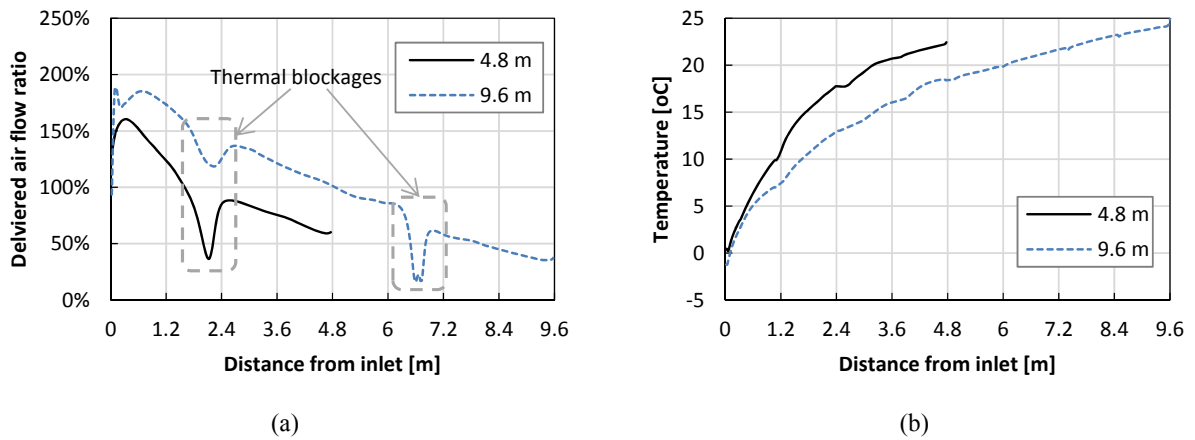 250%
200%
150%
100%
50%
0%
Delviered air flow ratio
Thermal blockages
4.8 m
9.6 m
0 1.2 2.4 3.6 4.8 6 7.2 8.4 9.6
Distance from inlet [m]
(a)
25
20
15
10
5
0
-5
Temperature [oC]
4.8 m
9.6 m
0 1.2 2.4 3.6 4.8 6 7.2 8.4 9.6
Distance from inlet [m]
(b)